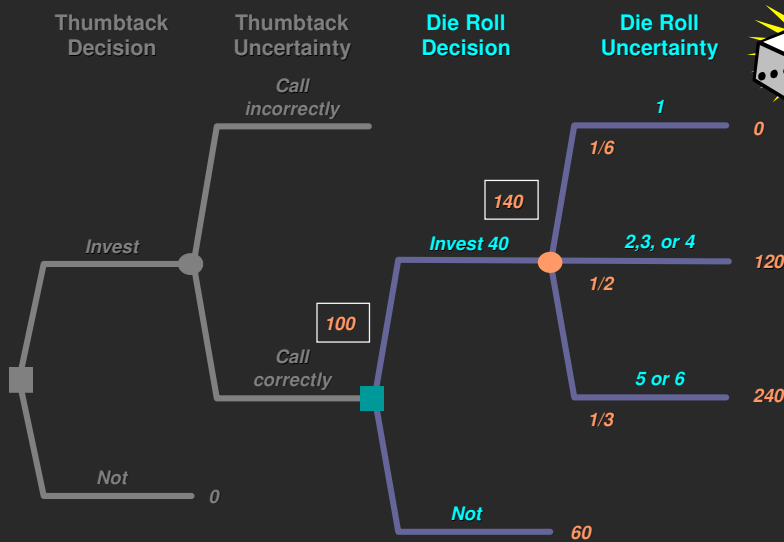 Thumbtack
Decision
Thumbtack
Uncertainty
Die Roll
Decision
Die Roll
Uncertainty
Call
incorrectly
1
0
1/6
140
Invest
Invest 40
2,3, or 4
120
1/2
100
Call
correctly
5 or 6
240
1/3
Not
0
Not
60